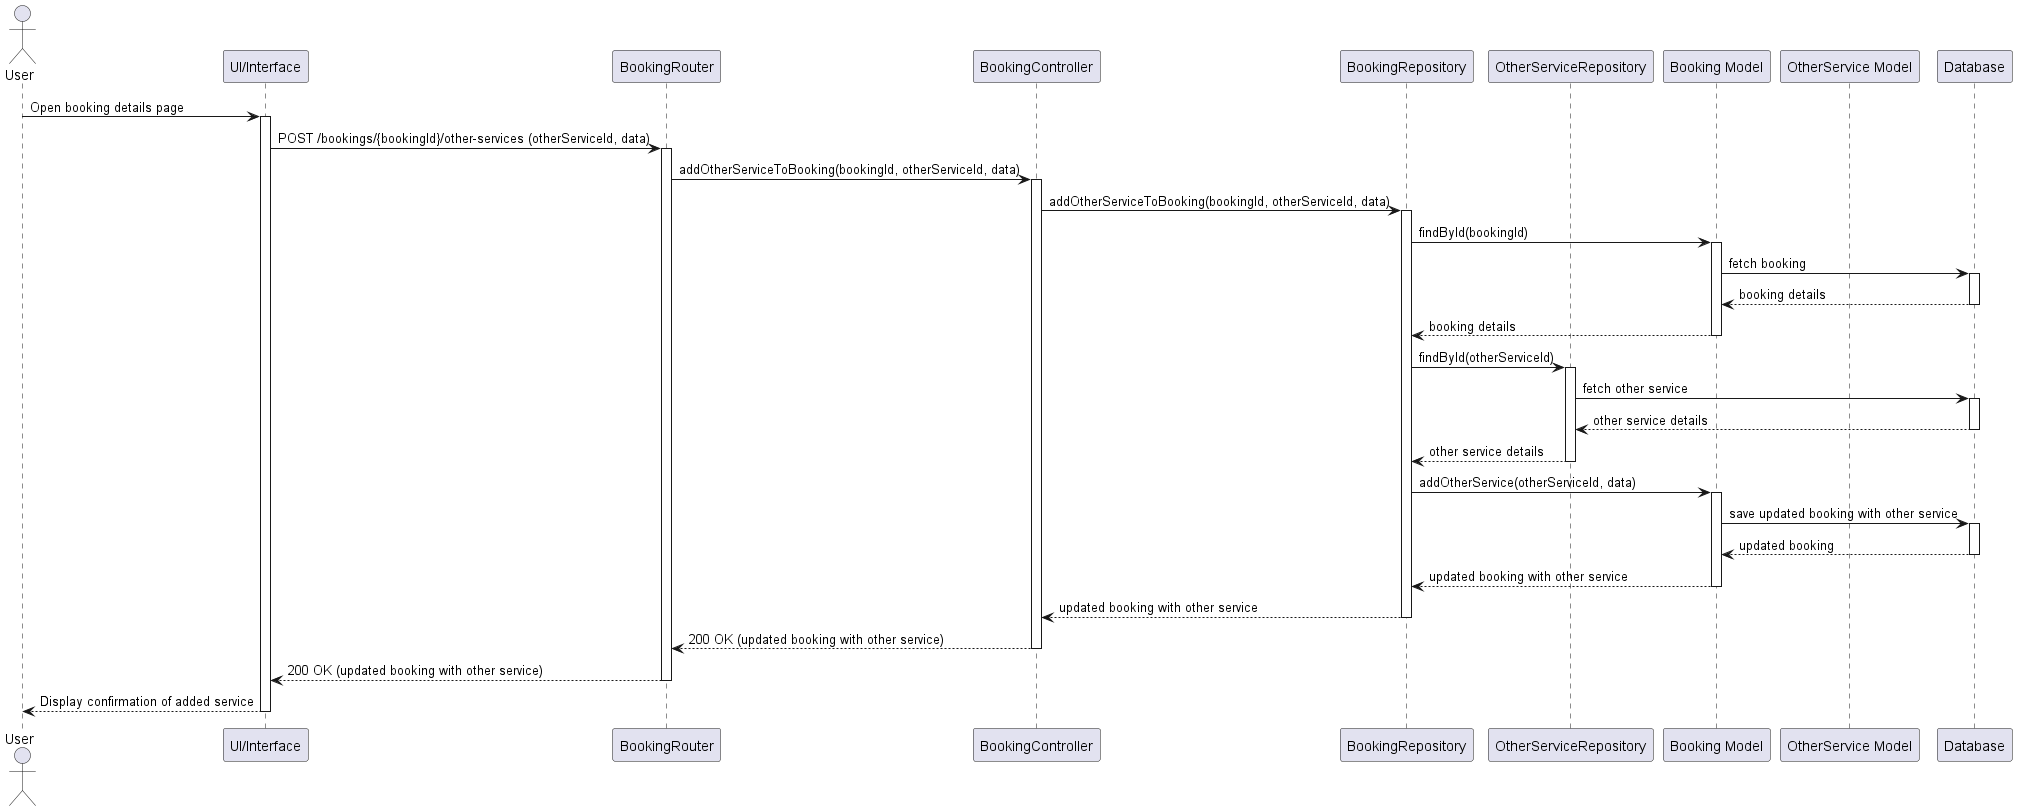 User
UI/Interface
BookingRouter
BookingController
BookingRepository
OtherServiceRepository
Booking Model
OtherService Model
Database
Open booking details page
POST /bookings/{bookingId}/other-services (otherServiceId, data)
addOtherServiceToBooking(bookingId, otherServiceId, data)
addOtherServiceToBooking(bookingId, otherServiceId, data)
findById(bookingId)
fetch booking
booking details
booking details
findById(otherServiceId)
fetch other service
other service details
other service details
addOtherService(otherServiceId, data)
save updated booking with other service
updated booking
updated booking with other service
updated booking with other service
200 OK (updated booking with other service)
200 OK (updated booking with other service)
Display confirmation of added service
User
UI/Interface
BookingRouter
BookingController
BookingRepository
OtherServiceRepository
Booking Model
OtherService Model
Database